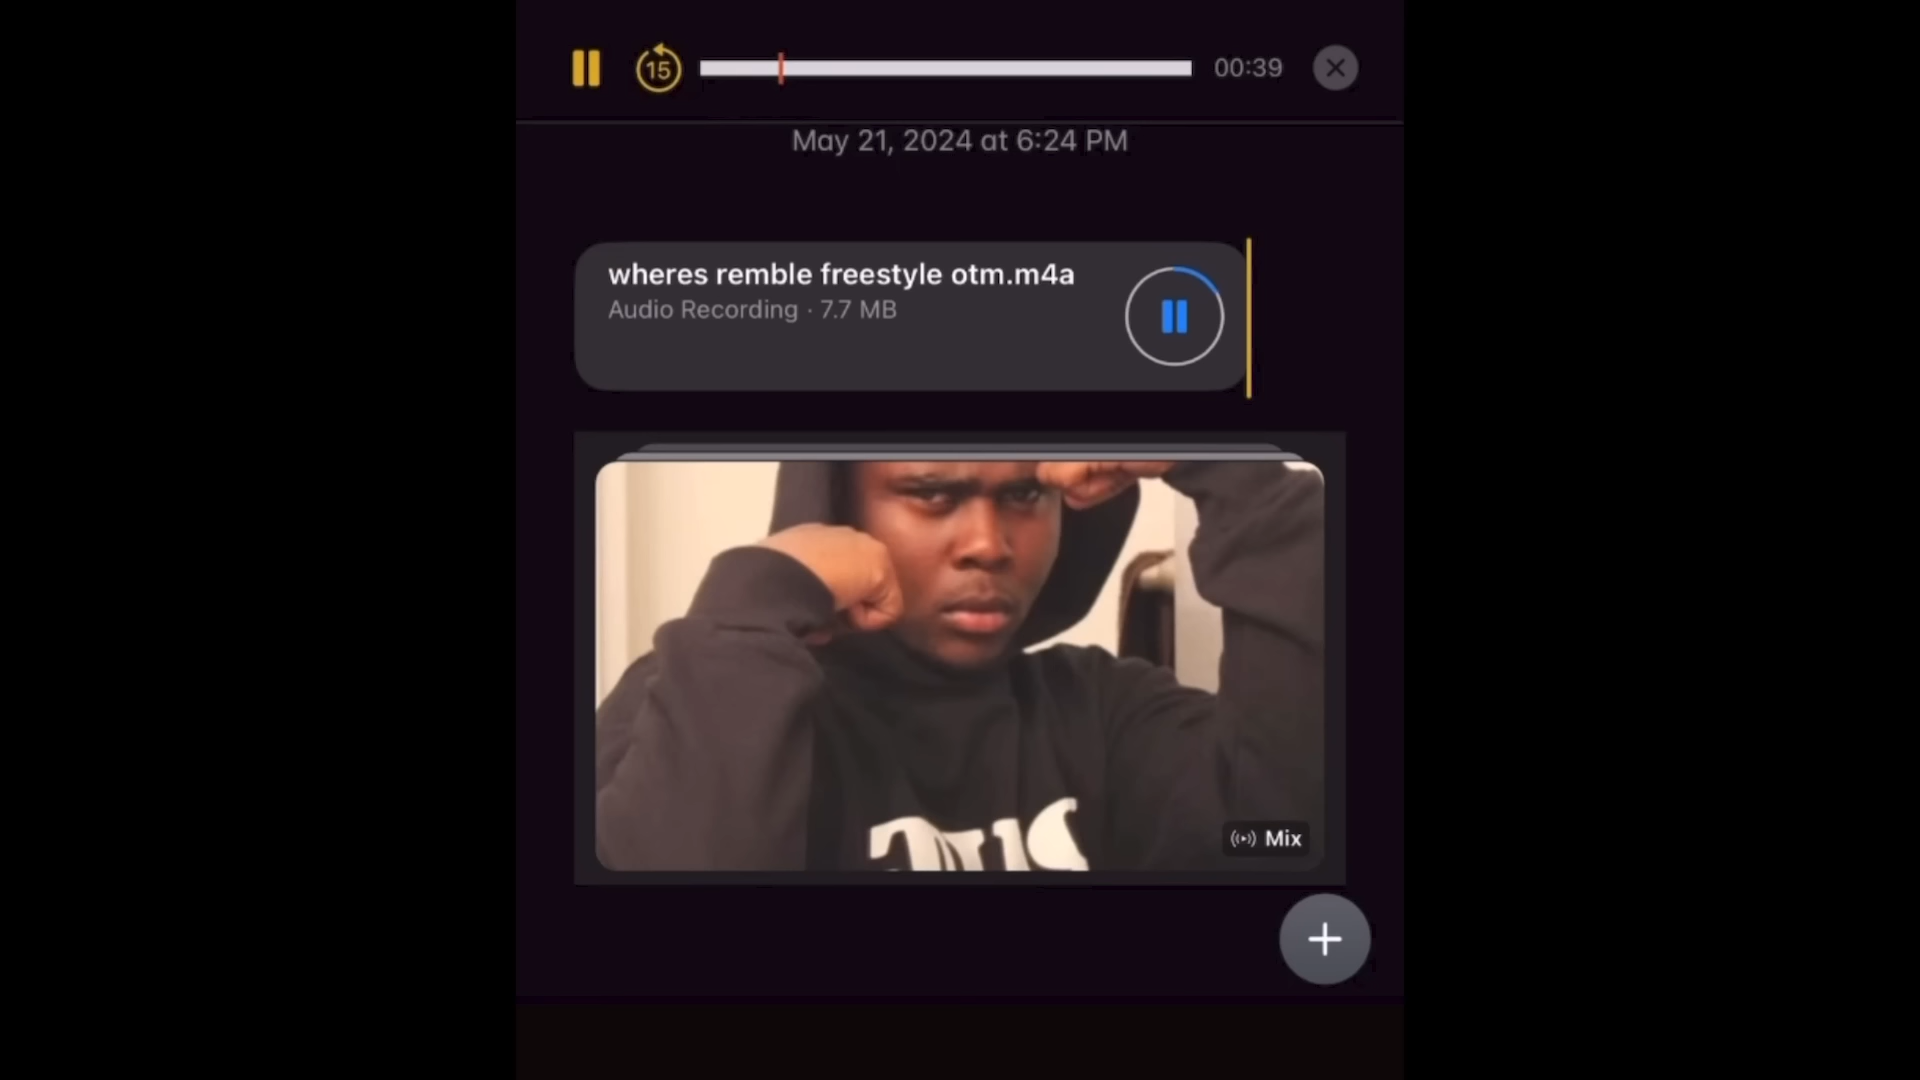 15
00:39
May 21, 2024 at 6:24 PM
wheres remble freestyle otm.m4a
Audio Recording · 7.7 MB
Mix